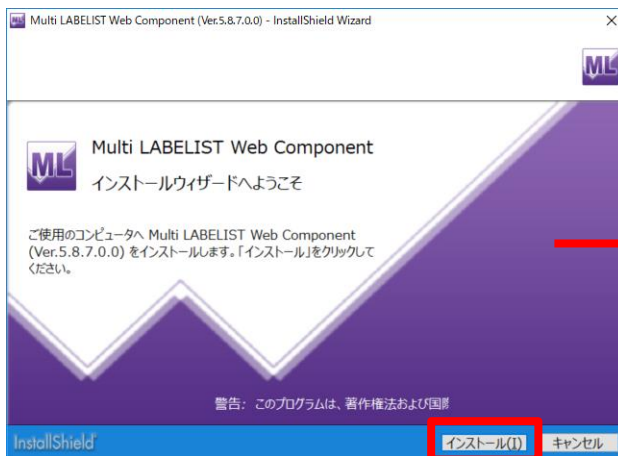 Multi LABELIST Web Component (Ver.5.8.7.0.0) - InstallShield Wizard
ML
ML
Multi LABELIST Web Component
インストールウィザードへようこそ
ご使用のコンピュータへ Multi LABELIST Web Component
(Ver.5.8.7.0.0) をインストールします。「インストール」をクリックして
ください。
警告: このプログラムは、著作権法および国
InstallShield
インストール(I)
キャンセル